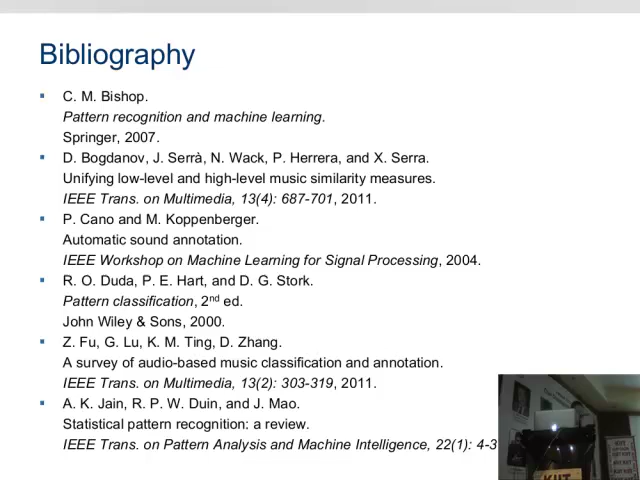 Bibliography
▪ C. M. Bishop.
Pattern recognition and machine learning.
Springer, 2007.
▪ D. Bogdanov, J. Serrà, N. Wack, P. Herrera, and X. Serra.
Unifying low-level and high-level music similarity measures.
IEEE Trans. on Multimedia, 13(4): 687-701, 2011.
▪ P. Cano and M. Koppenberger.
Automatic sound annotation.
IEEE Workshop on Machine Learning for Signal Processing, 2004.
▪ R. O. Duda, P. E. Hart, and D. G. Stork.
Pattern classification, 2nd ed.
John Wiley & Sons, 2000.
▪ Z. Fu, G. Lu, K. M. Ting, D. Zhang.
A survey of audio-based music classification and annotation.
IEEE Trans. on Multimedia, 13(2): 303-319, 2011.
▪ A. K. Jain, R. P. W. Duin, and J. Mao.
Statistical pattern recognition: a review.
IEEE Trans. on Pattern Analysis and Machine Intelligence, 22(1): 4-3
KIIT